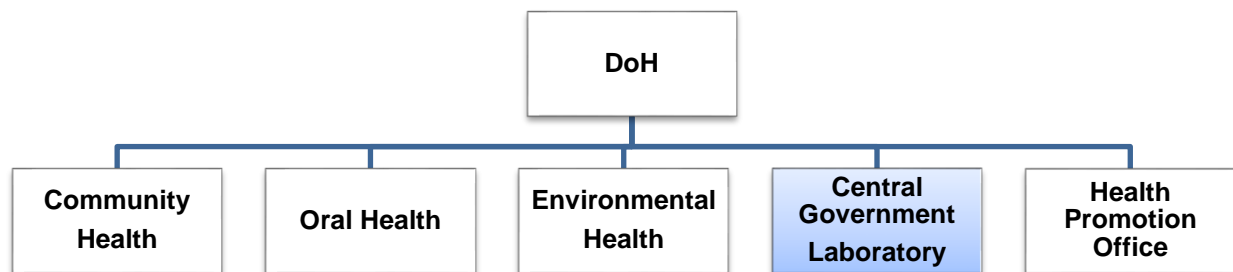 DoH
Community
Health
Oral Health
Environmental
Health
Central
Government
Laboratory
Health
Promotion
Office